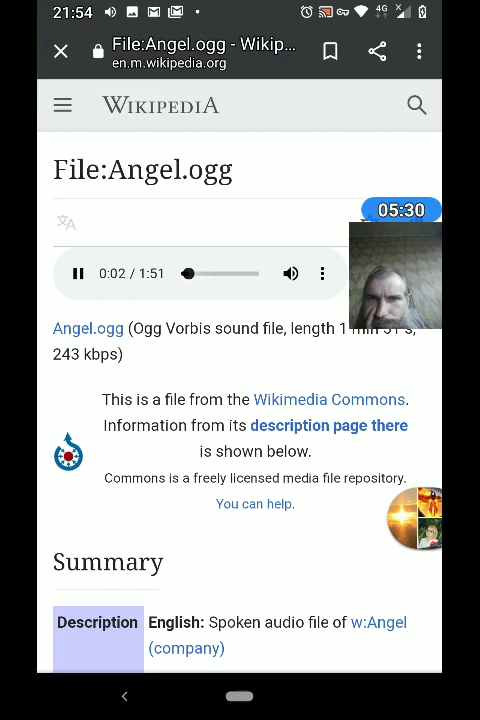 21:54
4G
File:Angel.ogg - Wikip...
en.m.wikipedia.org
WIKIPEDIA
File:Angel.ogg
05:30
0:02 / 1:51
Angel.ogg (Ogg Vorbis sound file, length 1 min 51 s,
243 kbps)
This is a file from the Wikimedia Commons.
Information from its description page there
is shown below.
Commons is a freely licensed media file repository.
You can help.
Summary
Description
English: Spoken audio file of w:Angel
(company)